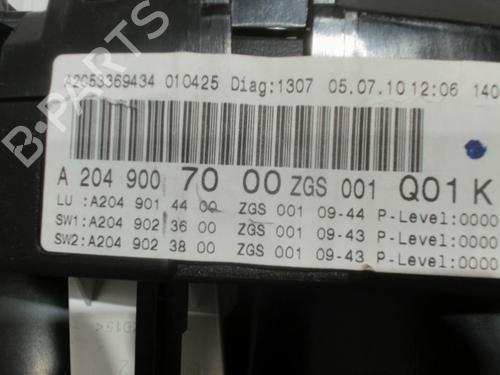 B-PARTS
A2C53369434 010425 Diag:1307 05.07.10 12:06 140
A 204 900 70 00 ZGS 001 Q01 K
LU :A204 901 44 00 ZGS 001 09-44 P-Level:0000
SW1:A204 902 36 00 ZGS 001 09-43 P-Level:0000
SW2:A204 902 38 00 ZGS 001 09-43 P-Level:0000